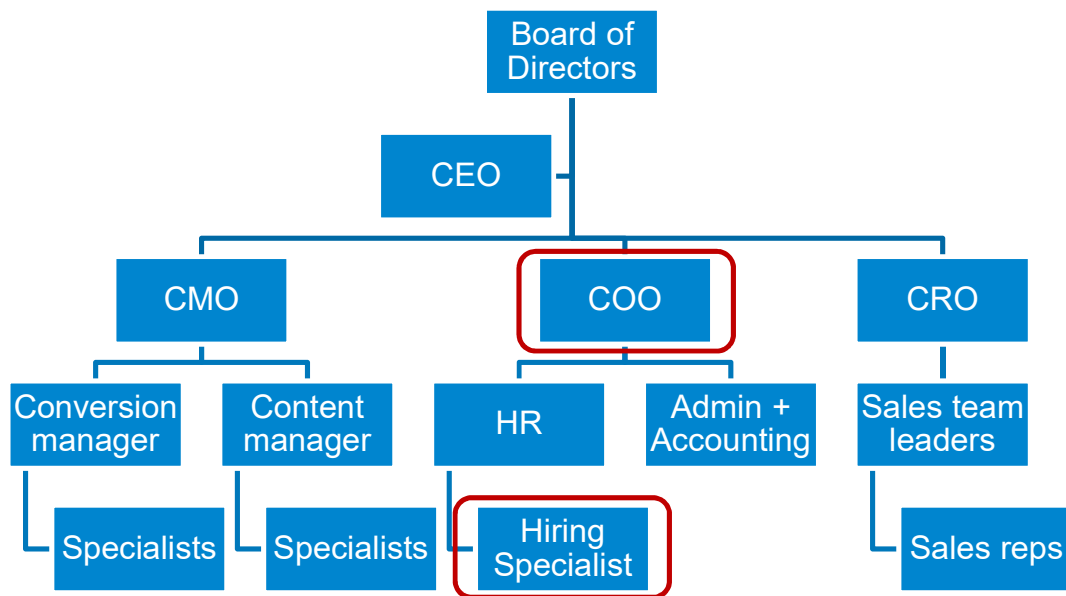 Board of
Directors
CEO
CMO
COO
CRO
Conversion
manager
Content
manager
HR
Admin +
Accounting
Sales team
leaders
Specialists
Specialists
Hiring
Specialist
Sales reps